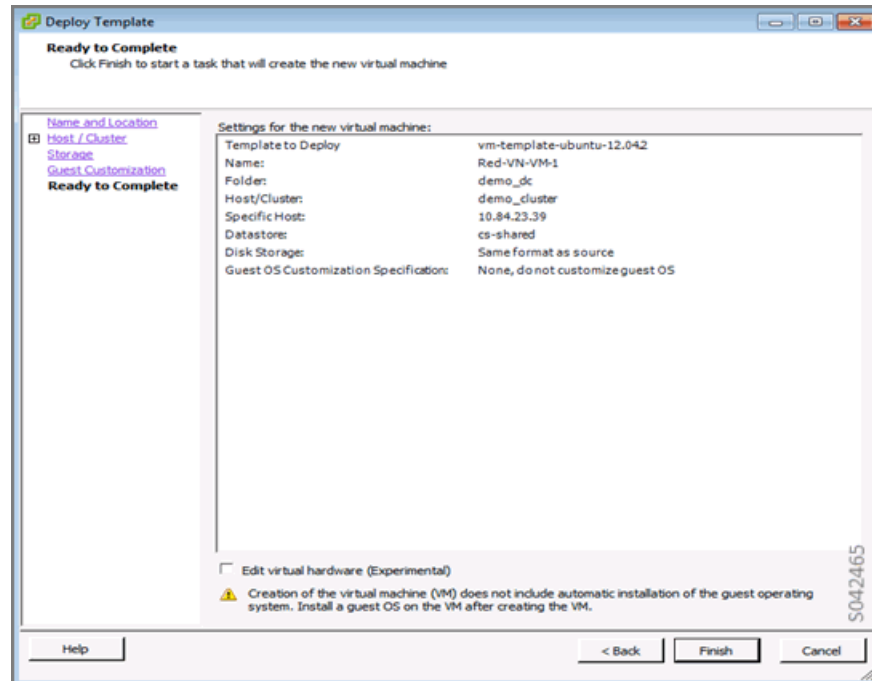 Deploy Template
Ready to Complete
Click Finish to start a task that will create the new virtual machine
Name and Location
Host / Cluster
Storage
Guest Customization
Ready to Complete
Settings for the new virtual machine:
Template to Deploy vm-template-ubuntu-12.04.2
Name: Red-VN-VM-1
Folder: demo_dc
Host/Cluster: demo_cluster
Specific Host: 10.84.23.39
Datastore: cs-shared
Disk Storage: Same format as source
Guest OS Customization Specification: None, do not customize guest OS
Edit virtual hardware (Experimental)
Creation of the virtual machine (VM) does not include automatic installation of the guest operating
system. Install a guest OS on the VM after creating the VM.
S042465
Help
< Back
Finish
Cancel